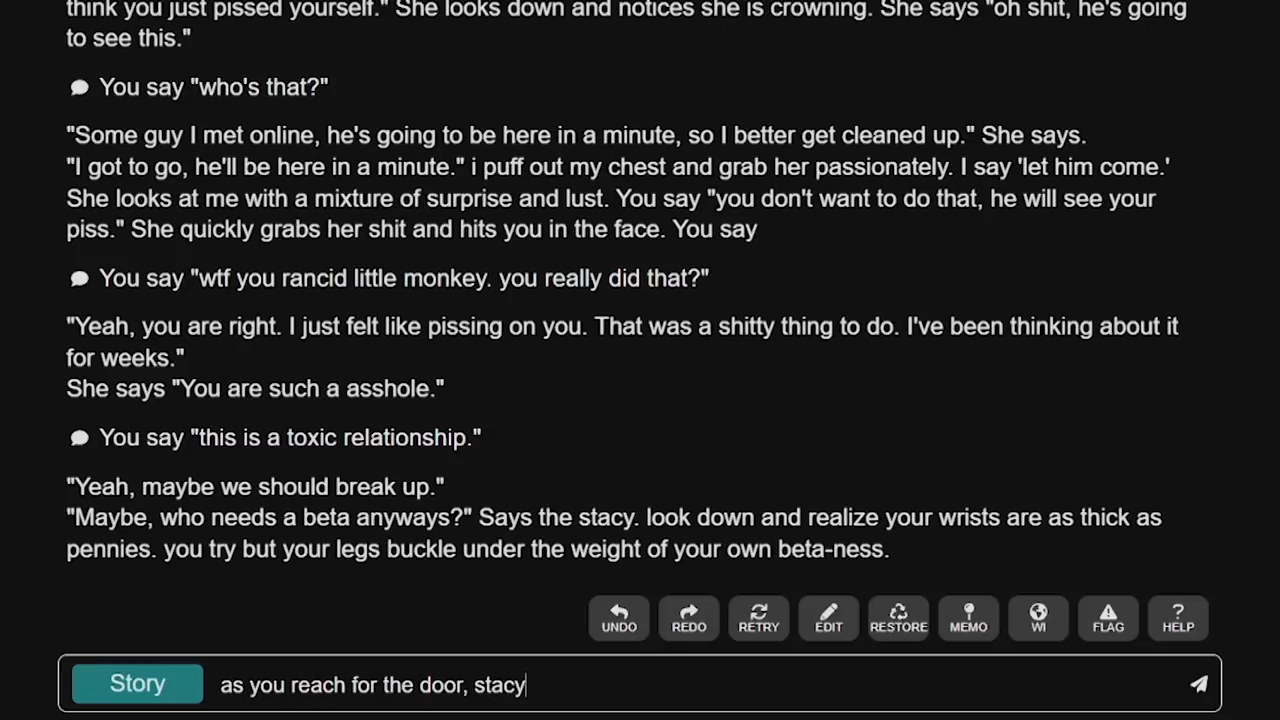 think you just pissed yourself." She looks down and notices she is crowning. She says "oh shit, he's going
to see this."
You say "who's that?"
"Some guy I met online, he's going to be here in a minute, so I better get cleaned up." She says.
"I got to go, he'll be here in a minute." i puff out my chest and grab her passionately. I say 'let him come.'
She looks at me with a mixture of surprise and lust. You say "you don't want to do that, he will see your
piss." She quickly grabs her shit and hits you in the face. You say
You say "wtf you rancid little monkey. you really did that?"
"Yeah, you are right. I just felt like pissing on you. That was a shitty thing to do. I've been thinking about it
for weeks."
She says "You are such a asshole."
You say "this is a toxic relationship."
"Yeah, maybe we should break up."
"Maybe, who needs a beta anyways?" Says the stacy. look down and realize your wrists are as thick as
pennies. you try but your legs buckle under the weight of your own beta-ness.
UNDO REDO RETRY EDIT RESTORE MEMO WI FLAG HELP
Story as you reach for the door, stacy